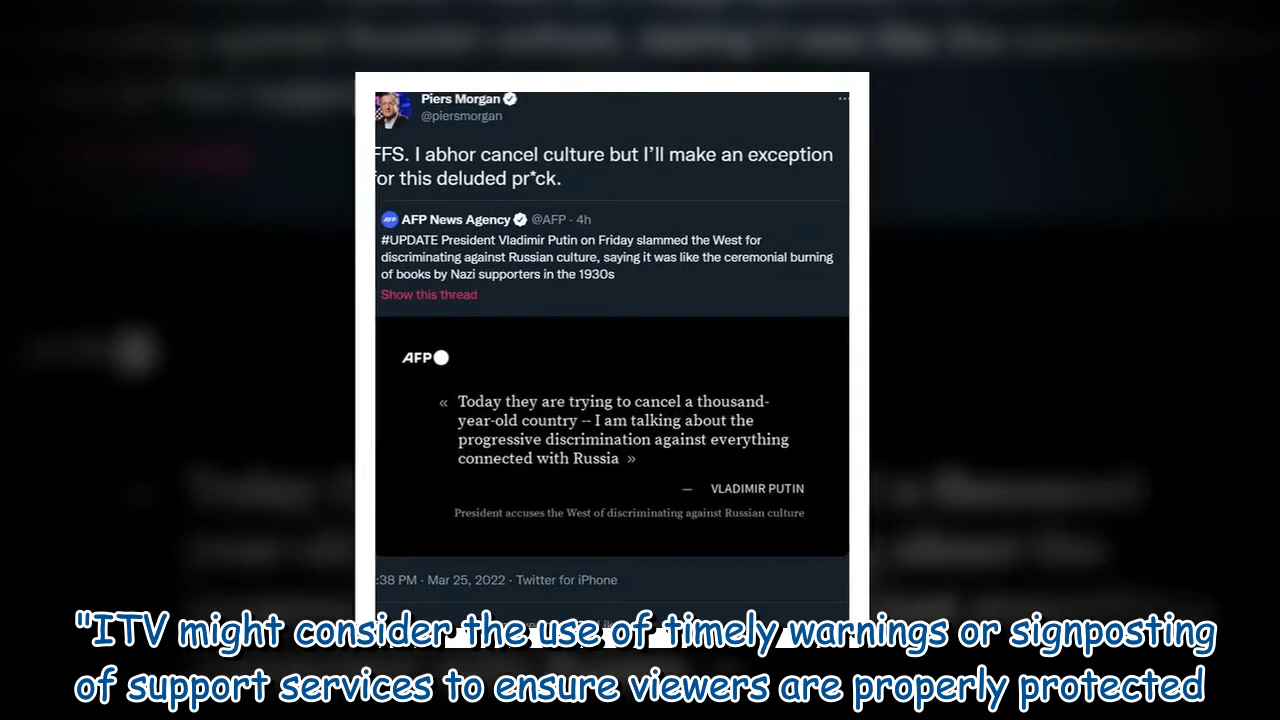 Piers Morgan
@piersmorgan
FFS. I abhor cancel culture but I'll make an exception
for this deluded pr*ck.
AFP AFP News Agency @AFP · 4h
#UPDATE President Vladimir Putin on Friday slammed the West for
discriminating against Russian culture, saying it was like the ceremonial burning
of books by Nazi supporters in the 1930s
Show this thread
AFP
« Today they are trying to cancel a thousand-
year-old country -- I am talking about the
progressive discrimination against everything
connected with Russia »
— VLADIMIR PUTIN
President accuses the West of discriminating against Russian culture
:38 PM · Mar 25, 2022 · Twitter for iPhone
"ITV might consider the use of timely warnings or signposting
of support services to ensure viewers are properly protected